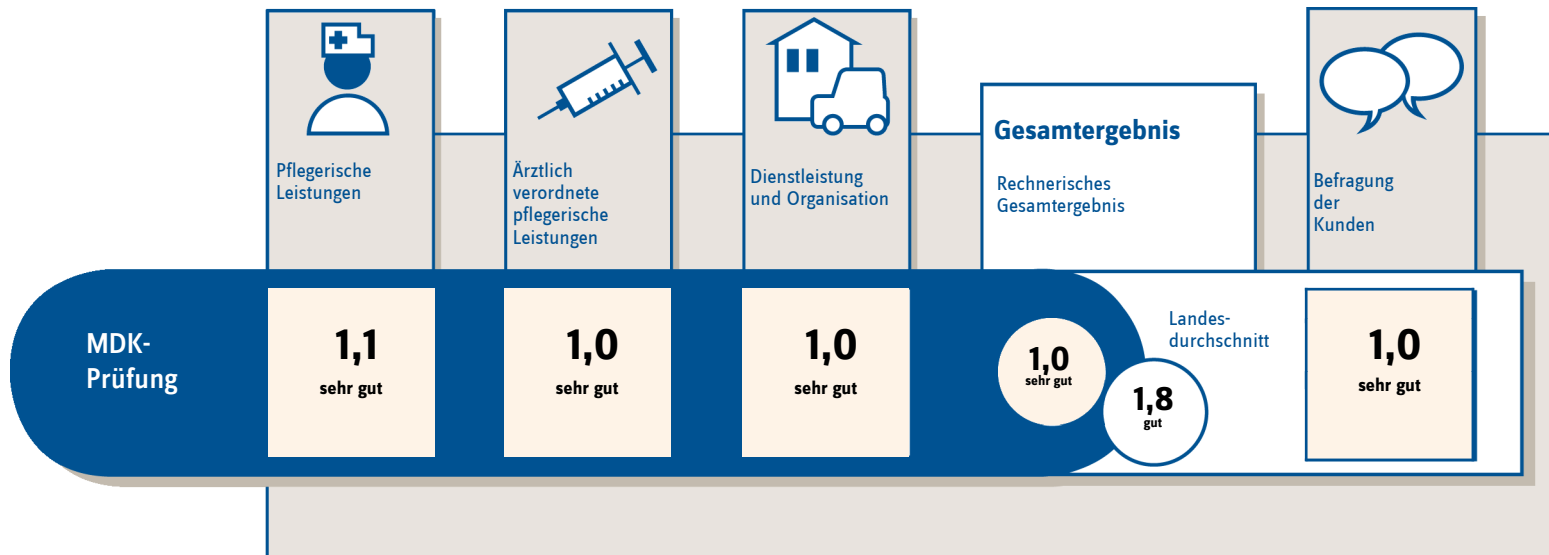 Pflegerische
Leistungen
Ärztlich
verordnete
pflegerische
Leistungen
Dienstleistung
und Organisation
Gesamtergebnis
Rechnerisches
Gesamtergebnis
Befragung
der
Kunden
MDK-
Prüfung
1,1
sehr gut
1,0
sehr gut
1,0
sehr gut
1,0
sehr gut
Landes-
durchschnitt
1,8
gut
1,0
sehr gut